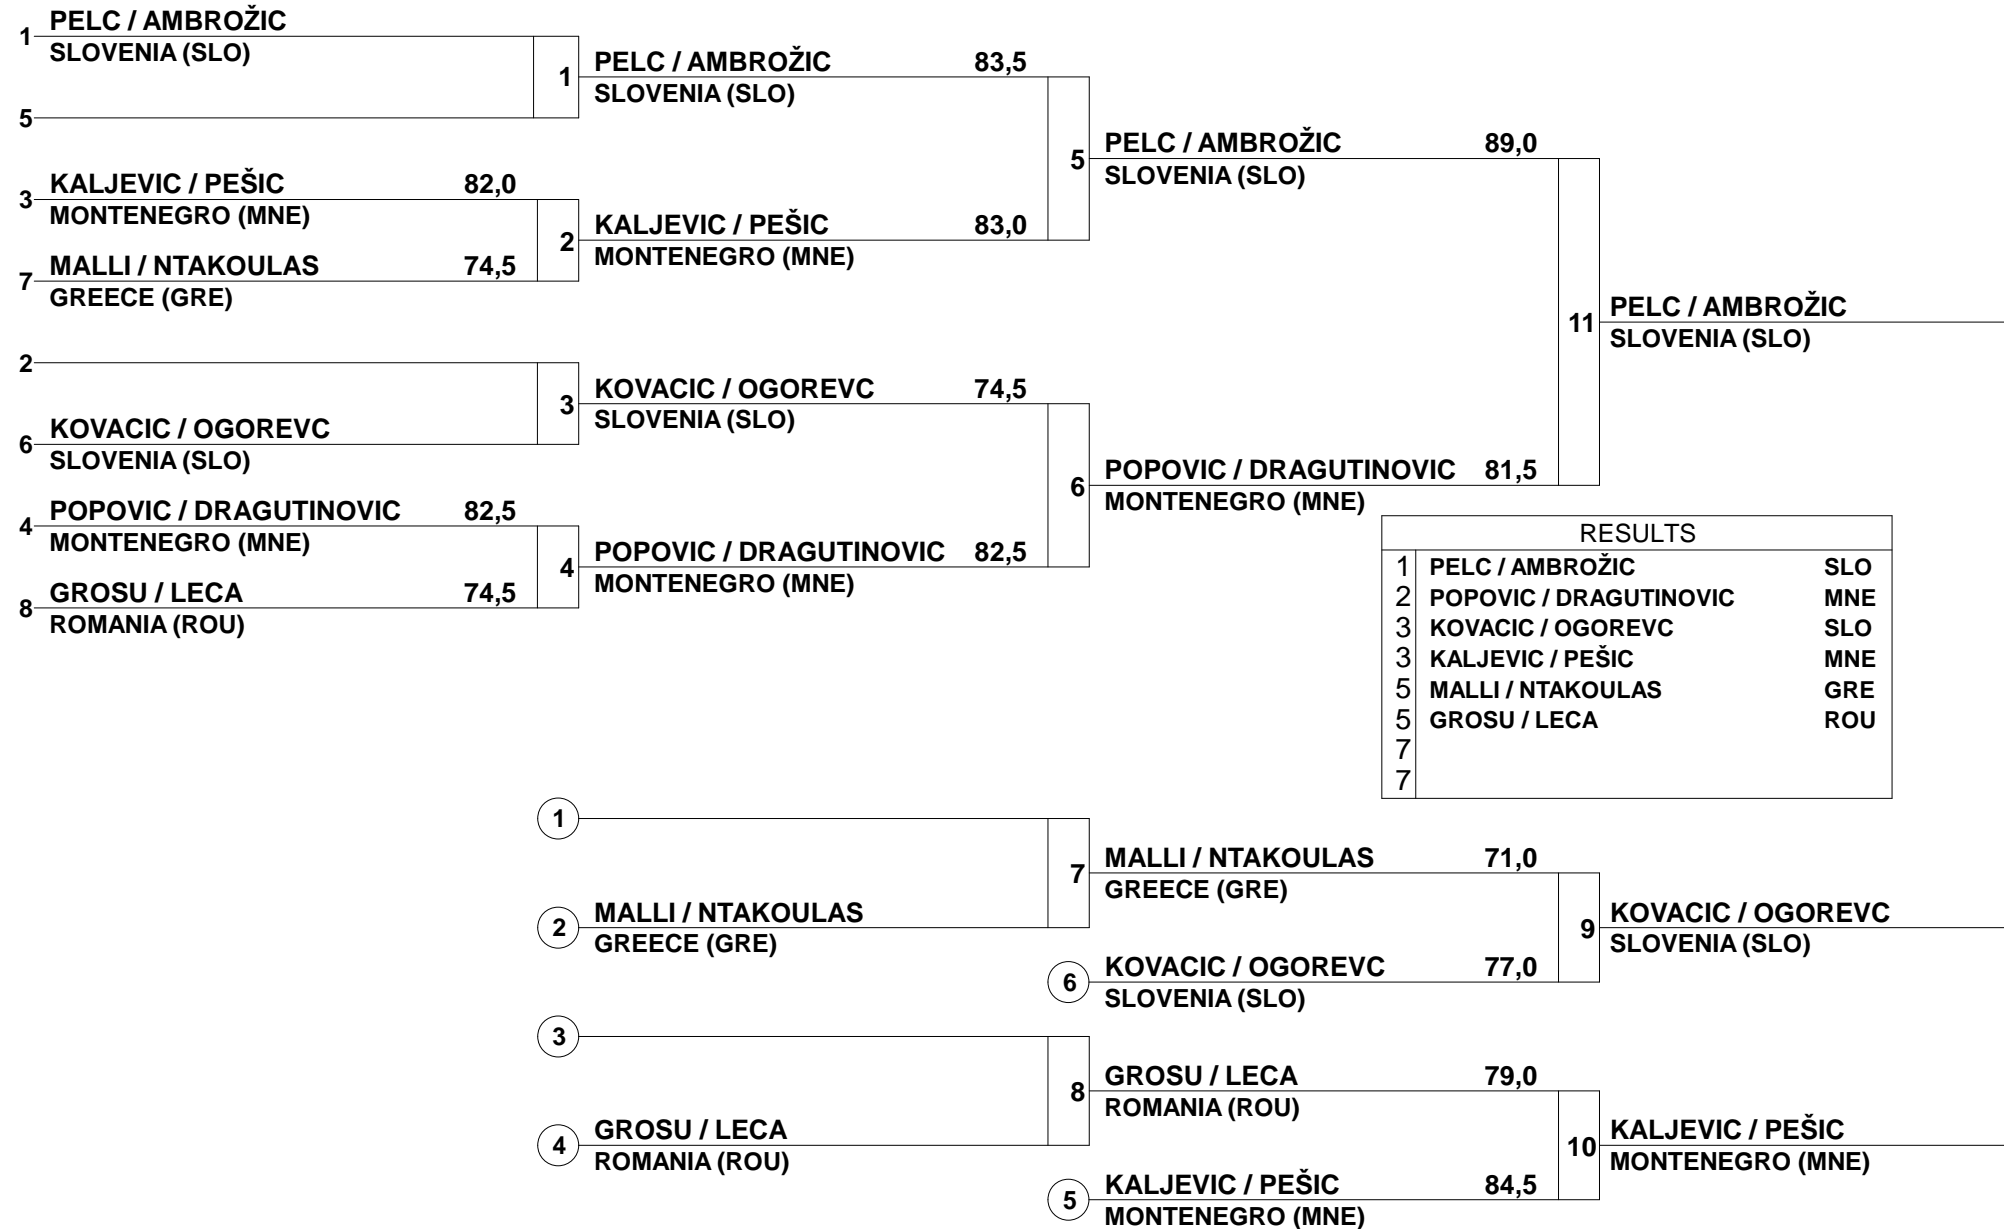 1 PELC / AMBROŽIC
SLOVENIA (SLO)
5
1 PELC / AMBROŽIC 83,5
SLOVENIA (SLO)
3 KALJEVIC / PEŠIC 82,0
MONTENEGRO (MNE)
7 MALLI / NTAKOULAS 74,5
GREECE (GRE)
2 KALJEVIC / PEŠIC 83,0
MONTENEGRO (MNE)
5 PELC / AMBROŽIC 89,0
SLOVENIA (SLO)
2
6 KOVACIC / OGOREVC
SLOVENIA (SLO)
3 KOVACIC / OGOREVC 74,5
SLOVENIA (SLO)
4 POPOVIC / DRAGUTINOVIC 82,5
MONTENEGRO (MNE)
8 GROSU / LECA 74,5
ROMANIA (ROU)
4 POPOVIC / DRAGUTINOVIC 82,5
MONTENEGRO (MNE)
6 POPOVIC / DRAGUTINOVIC 81,5
MONTENEGRO (MNE)
11 PELC / AMBROŽIC
SLOVENIA (SLO)
RESULTS
1 PELC / AMBROŽIC SLO
2 POPOVIC / DRAGUTINOVIC MNE
3 KOVACIC / OGOREVC SLO
3 KALJEVIC / PEŠIC MNE
5 MALLI / NTAKOULAS GRE
5 GROSU / LECA ROU
7
7
1
2 MALLI / NTAKOULAS
GREECE (GRE)
7 MALLI / NTAKOULAS 71,0
GREECE (GRE)
6 KOVACIC / OGOREVC 77,0
SLOVENIA (SLO)
9 KOVACIC / OGOREVC
SLOVENIA (SLO)
3
4 GROSU / LECA
ROMANIA (ROU)
8 GROSU / LECA 79,0
ROMANIA (ROU)
5 KALJEVIC / PEŠIC 84,5
MONTENEGRO (MNE)
10 KALJEVIC / PEŠIC
MONTENEGRO (MNE)